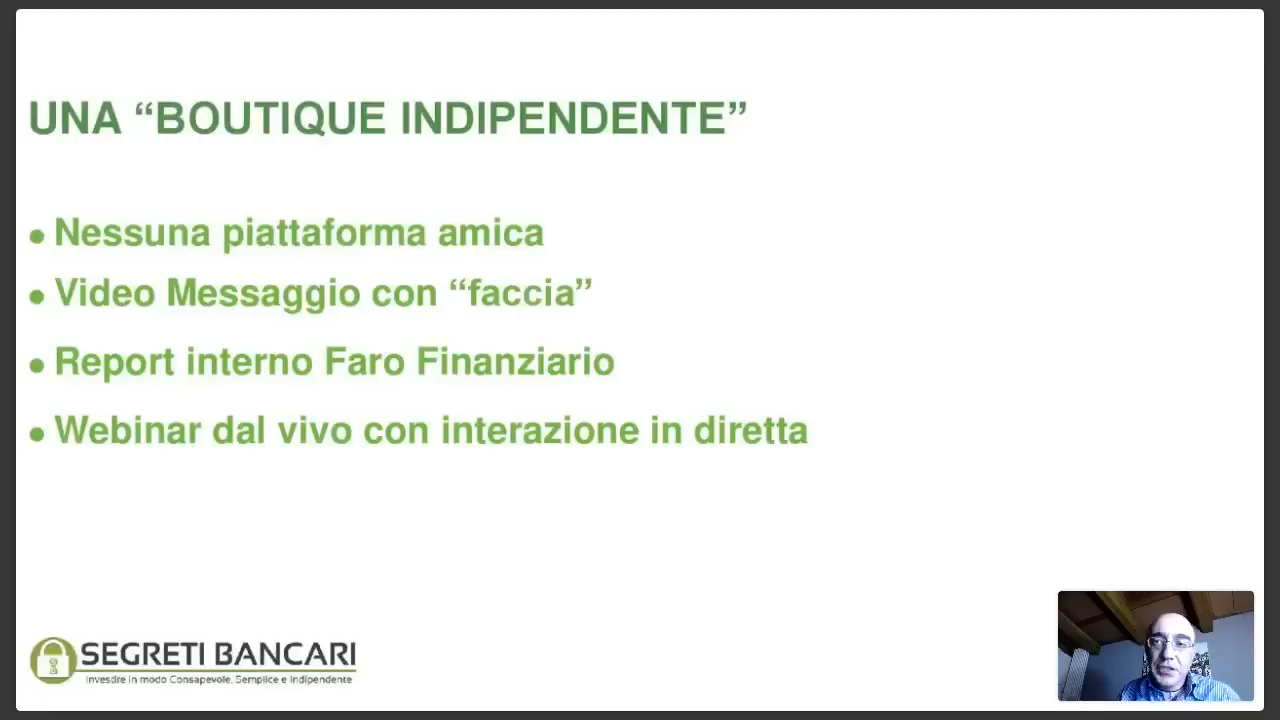 UNA “BOUTIQUE INDIPENDENTE”
● Nessuna piattaforma amica
● Video Messaggio con “faccia”
● Report interno Faro Finanziario
● Webinar dal vivo con interazione in diretta
SEGRETI BANCARI
Investire in modo Consapevole, Semplice e Indipendente